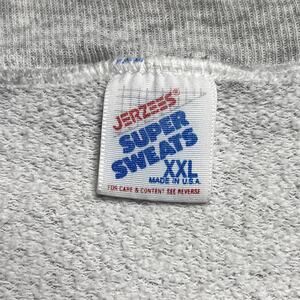 JERZEES®
SUPER
SWEATS
XXL
MADE IN U.S.A.
FOR CARE & CONTENT SEE REVERSE